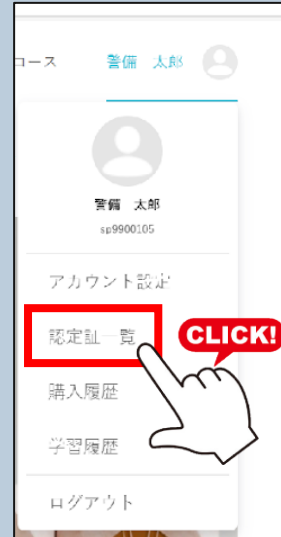 コース 警備 太郎
警備 太郎
sp9900105
アカウント設定
認定証一覧
CLICK!
購入履歴
学習履歴
ログアウト